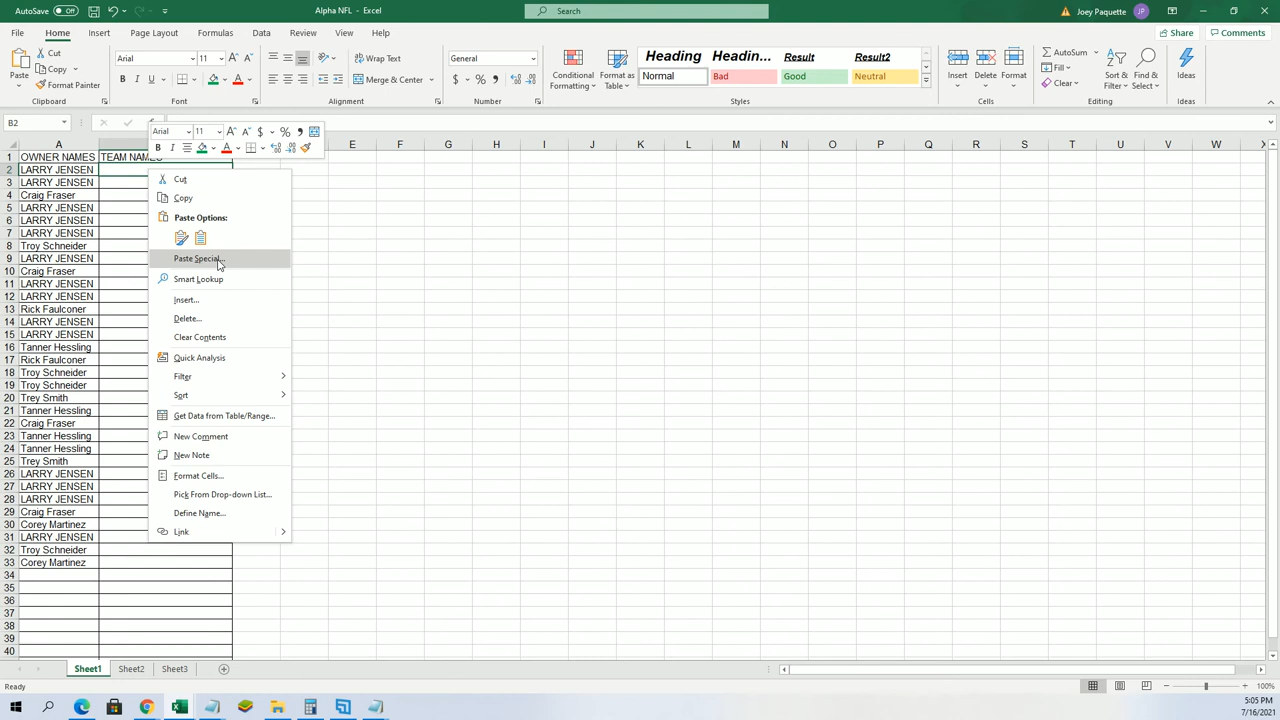 AutoSave Off
Alpha NFL - Excel
Search
Joey Paquette
JP
File Home Insert Page Layout Formulas Data Review View Help
Share Comments
Paste
Cut
Copy
Format Painter
Clipboard
Arial 11
B I U
Font
Merge & Center
Alignment
General
$ % ,
Number
Conditional Formatting
Format as Table
Heading Headin... Result Result2
Normal Bad Good Neutral
Styles
Insert Delete Format
Cells
AutoSum
Fill
Clear
Sort & Filter
Find & Select
Editing
Ideas
Ideas
B2
Arial 11 $ % ,
B I
A E F G H I J K L M N O P Q R S T U V W
1 OWNER NAMES TEAM NAMES
2 LARRY JENSEN
3 LARRY JENSEN
4 Craig Fraser
5 LARRY JENSEN
6 LARRY JENSEN
7 LARRY JENSEN
8 Troy Schneider
9 LARRY JENSEN
10 Craig Fraser
11 LARRY JENSEN
12 LARRY JENSEN
13 Rick Faulconer
14 LARRY JENSEN
15 LARRY JENSEN
16 Tanner Hessling
17 Rick Faulconer
18 Troy Schneider
19 Troy Schneider
20 Trey Smith
21 Tanner Hessling
22 Craig Fraser
23 Tanner Hessling
24 Tanner Hessling
25 Trey Smith
26 LARRY JENSEN
27 LARRY JENSEN
28 LARRY JENSEN
29 Craig Fraser
30 Corey Martinez
31 LARRY JENSEN
32 Troy Schneider
33 Corey Martinez
34
35
36
37
38
39
40
Cut
Copy
Paste Options:
Paste Special...
Smart Lookup
Insert...
Delete...
Clear Contents
Quick Analysis
Filter
Sort
Get Data from Table/Range...
New Comment
New Note
Format Cells...
Pick From Drop-down List...
Define Name...
Link
Sheet1 Sheet2 Sheet3
Ready
100%
5:05 PM
7/16/2021